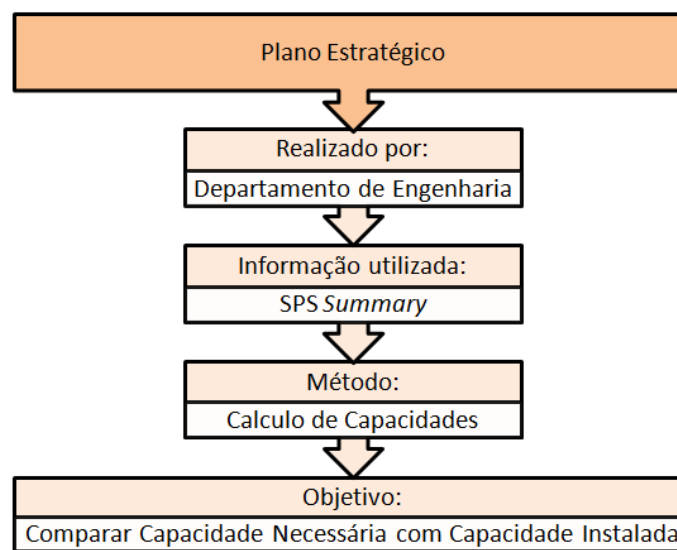 Plano Estratégico
Realizado por:
Departamento de Engenharia
Informação utilizada:
SPS Summary
Método:
Calculo de Capacidades
Objetivo:
Comparar Capacidade Necessária com Capacidade Instalada